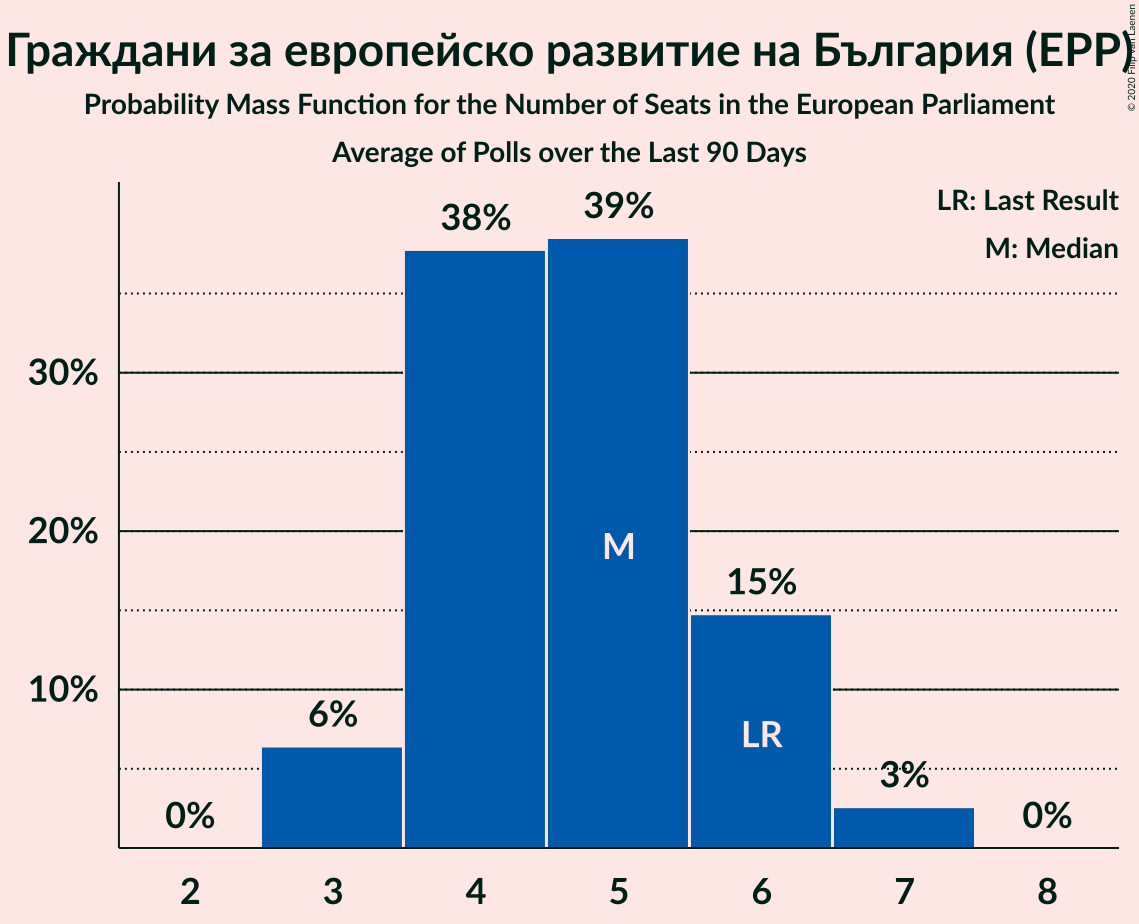 Граждани за европейско развитие на България (EPP)
Probability Mass Function for the Number of Seats in the European Parliament
Average of Polls over the Last 90 Days
© 2020 Filip van Laenen
LR: Last Result
M: Median
38%
39%
30%
20%
M
15%
10%
6%
LR
3%
0%
0%
2 3 4 5 6 7 8